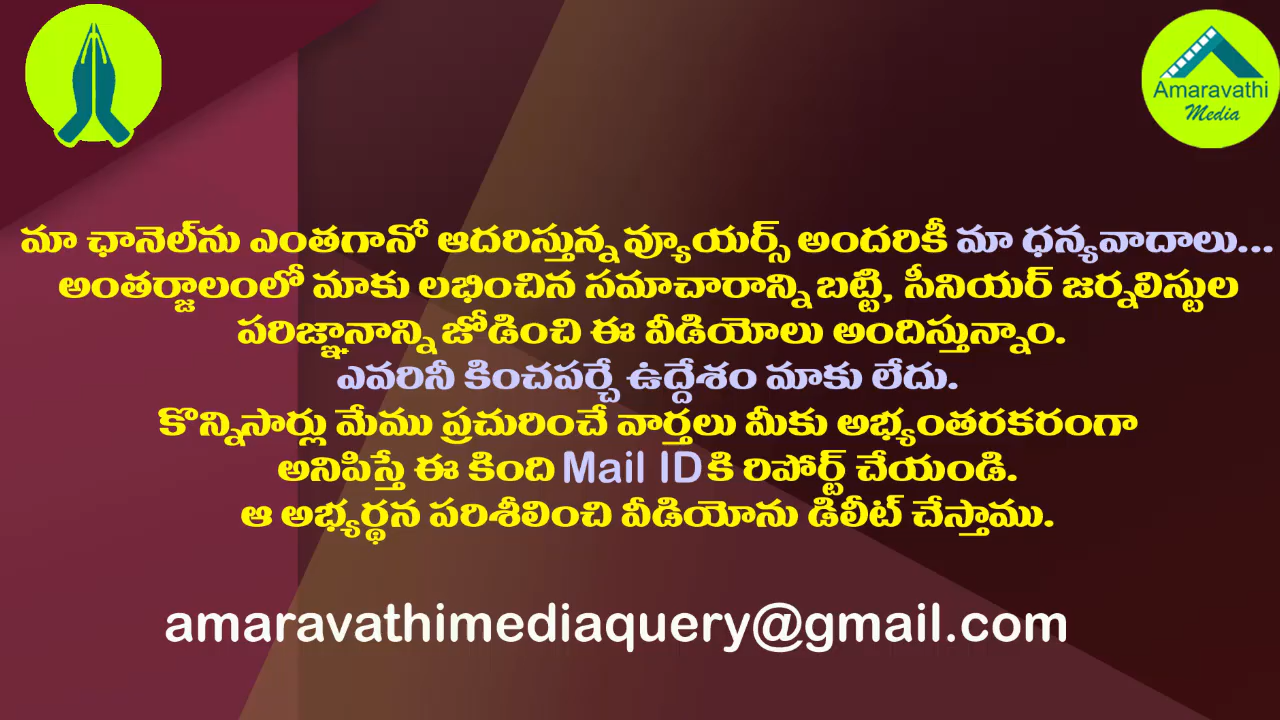 Amaravathi
Media
మా ఛానెల్‌ను ఎంతగానో ఆదరిస్తున్న వ్యూయర్స్ అందరికీ మా ధన్యవాదాలు...
అంతర్జాలంలో మాకు లభించిన సమాచారాన్ని బట్టి, సీనియర్ జర్నలిస్టుల
పరిజ్ఞానాన్ని జోడించి ఈ వీడియోలు అందిస్తున్నాం.
ఎవరినీ కించపర్చే ఉద్దేశం మాకు లేదు.
కొన్నిసార్లు మేము ప్రచురించే వార్తలు మీకు అభ్యంతరకరంగా
అనిపిస్తే ఈ కింది Mail ID కి రిపోర్ట్ చేయండి.
ఆ అభ్యర్థన పరిశీలించి వీడియోను డిలీట్ చేస్తాము.
amaravathimediaquery@gmail.com